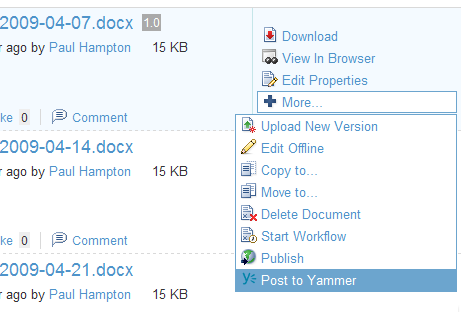 2009-04-07.docx 1.0
r ago by Paul Hampton 15 KB
ke 0 Comment
2009-04-14.docx
r ago by Paul Hampton 15 KB
ke 0 Comment
2009-04-21.docx
r ago by Paul Hampton 15 KB
Download
View In Browser
Edit Properties
More...
Upload New Version
Edit Offline
Copy to...
Move to...
Delete Document
Start Workflow
Publish
Post to Yammer